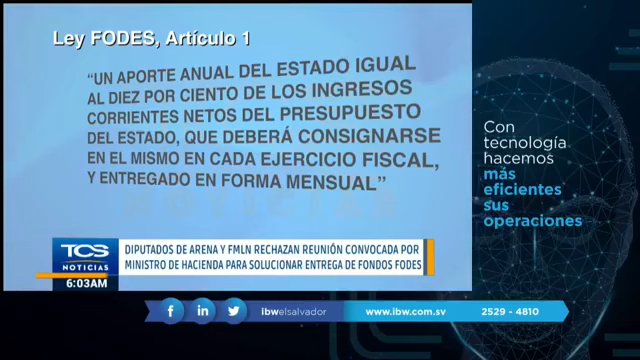 Ley FODES, Artículo 1
“UN APORTE ANUAL DEL ESTADO IGUAL
AL DIEZ POR CIENTO DE LOS INGRESOS
CORRIENTES NETOS DEL PRESUPUESTO
DEL ESTADO, QUE DEBERÁ CONSIGNARSE
EN EL MISMO EN CADA EJERCICIO FISCAL,
Y ENTREGADO EN FORMA MENSUAL”
NOTICIAS
Con
tecnología
hacemos
más
eficientes
sus
operaciones
TCS
NOTICIAS
6:03AM
DIPUTADOS DE ARENA Y FMLN RECHAZAN REUNIÓN CONVOCADA POR
MINISTRO DE HACIENDA PARA SOLUCIONAR ENTREGA DE FONDOS FODES
ibwelsalvador
www.ibw.com.sv
2529 - 4810